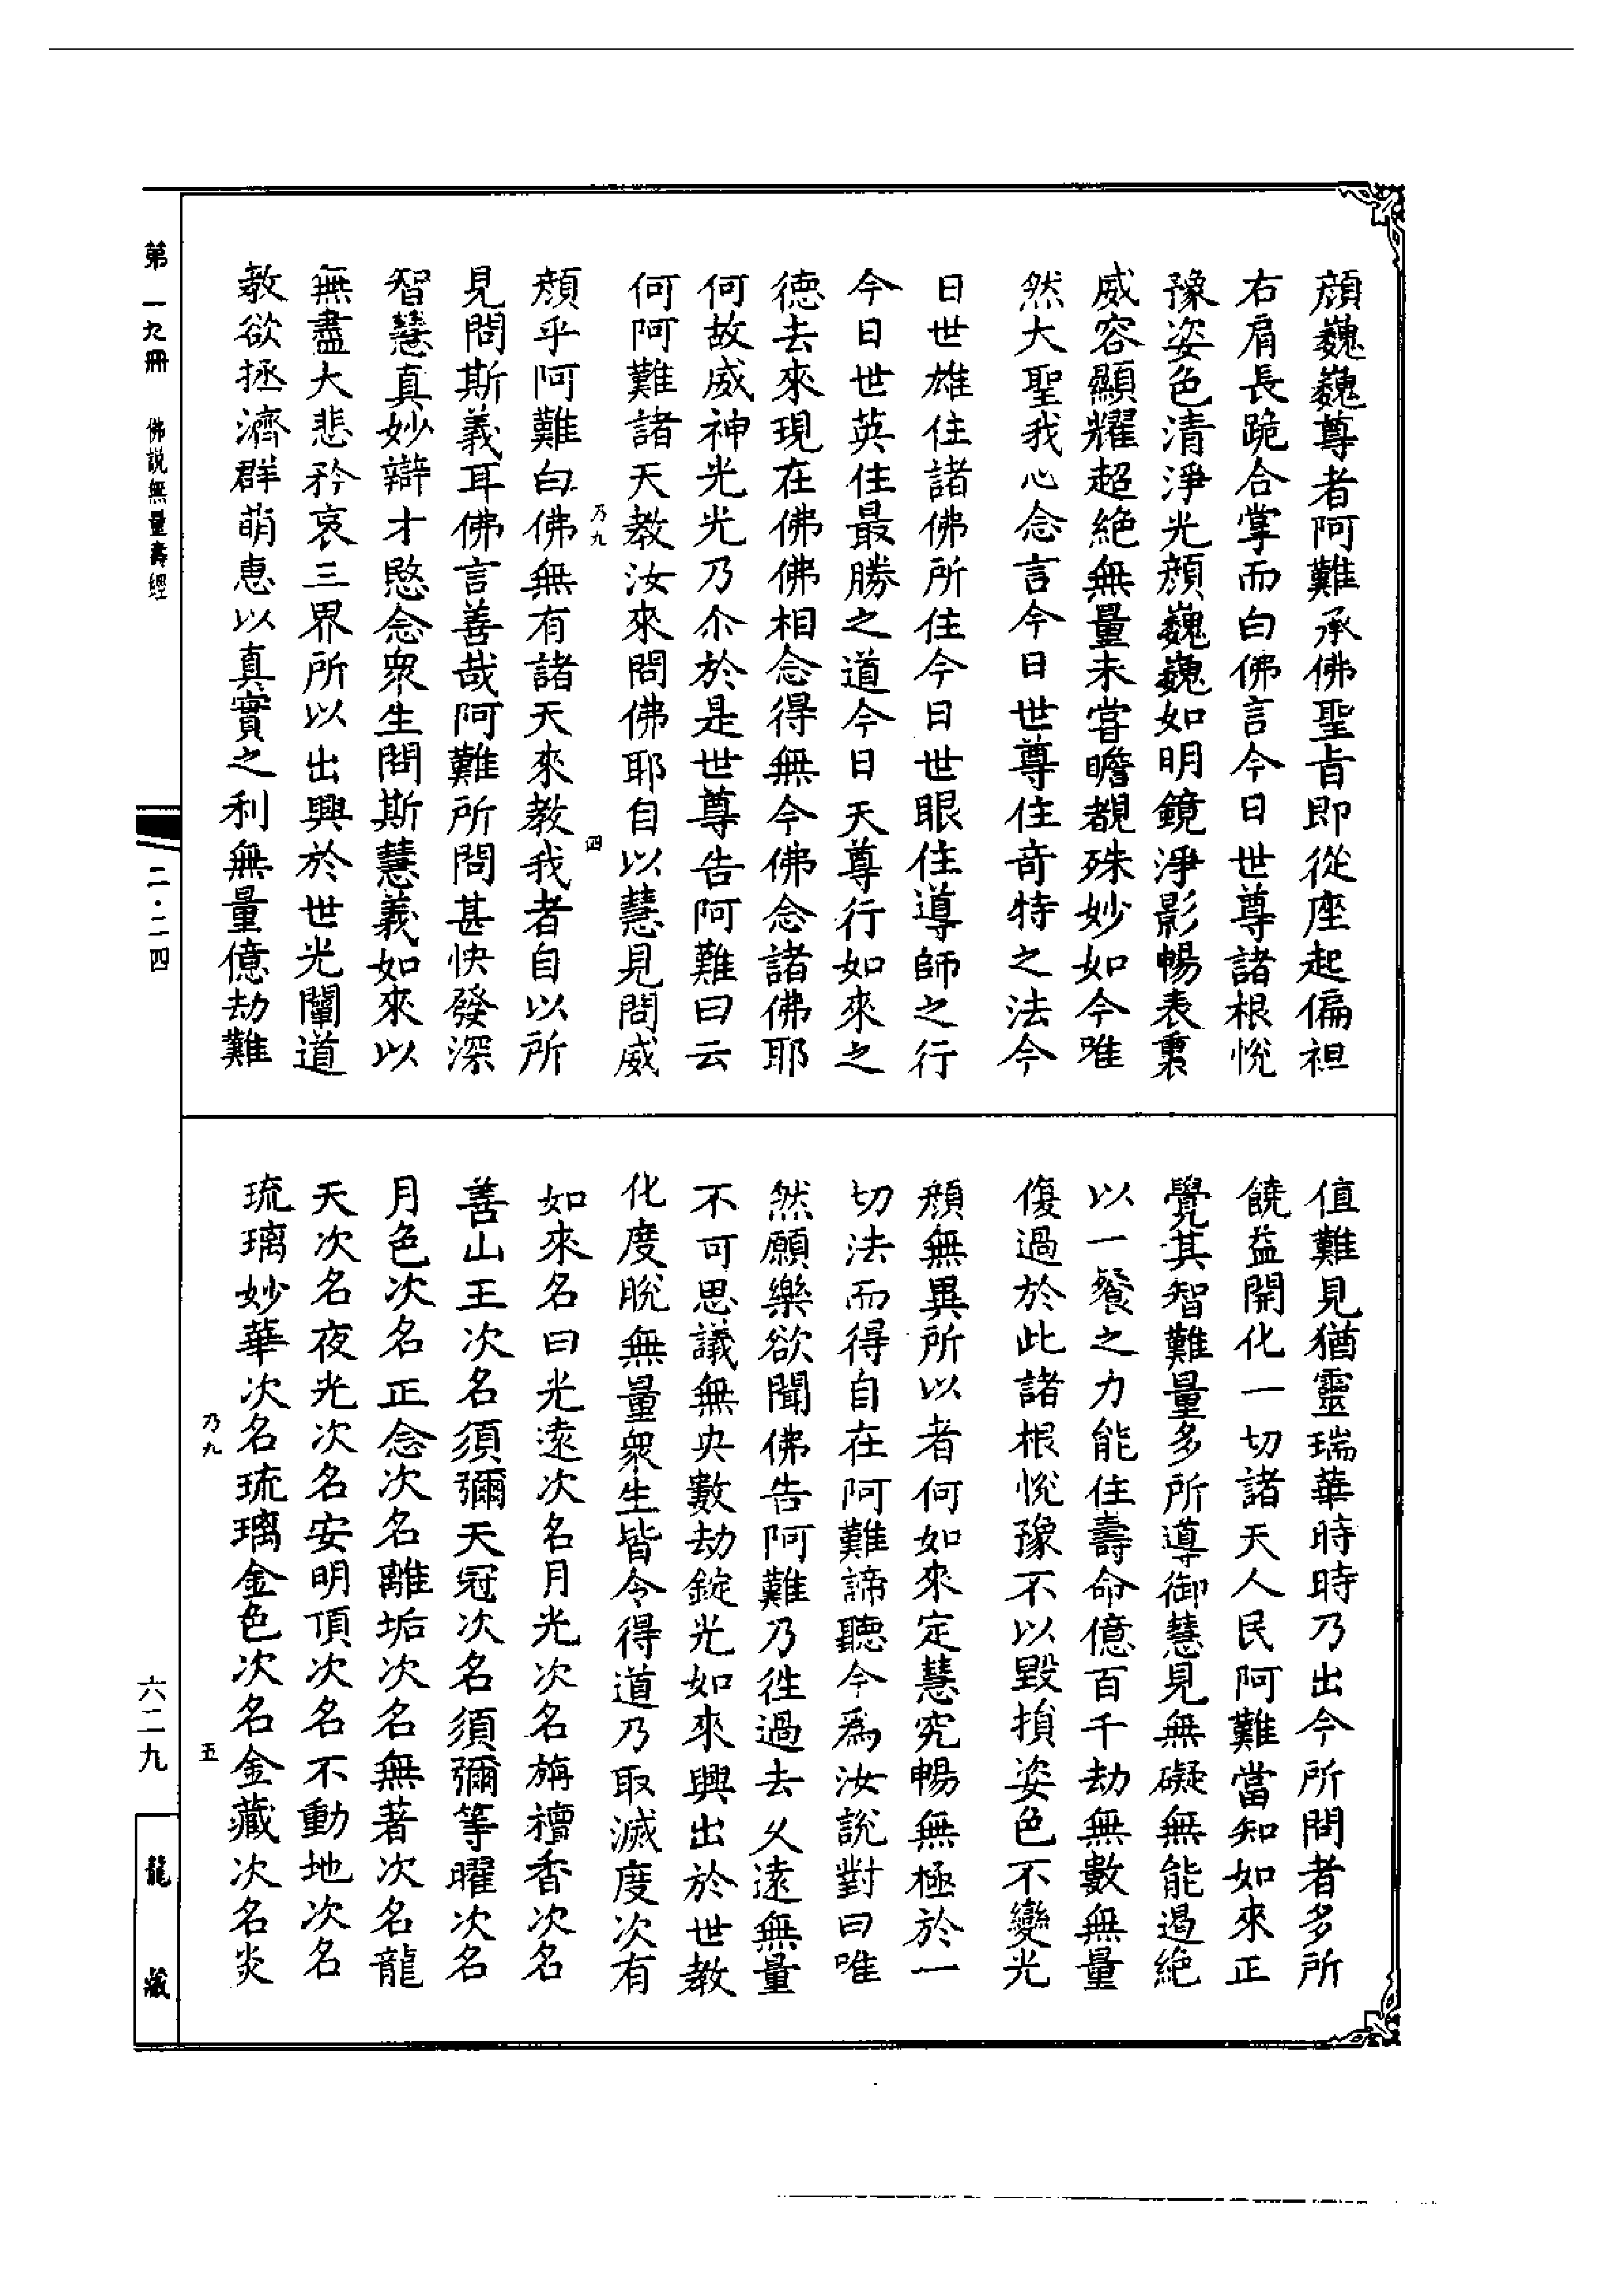 顔巍巍尊者阿難承佛聖旨即從座起偏袒
右肩長跪合掌而白佛言今日世尊諸根悅
豫姿色清淨光顔巍巍如明鏡淨影暢表裏
威容顯耀超絕無量未嘗瞻覩殊妙如今唯
然大聖我心念言今日世尊住奇特之法今
日世雄住諸佛所住今日世眼住導師之行
今日世英住最勝之道今日天尊行如來之
德去來現在佛佛相念得無今佛念諸佛耶
何故威神光光乃尒於是世尊告阿難曰云
何阿難諸天教汝來問佛耶自以慧見問威
乃九
四
顔乎阿難白佛無有諸天來教我者自以所
見問斯義耳佛言善哉阿難所問甚快發深
智慧真妙辯才愍念衆生問斯慧義如來以
無盡大悲矜哀三界所以出興於世光闡道
教欲拯濟群萌惠以真實之利無量億劫難
值難見猶靈瑞華時時乃出今所問者多所
饒益開化一切諸天人民阿難當知如來正
覺其智難量多所導御慧見無礙無能遏絕
以一餐之力能住壽命億百千劫無數無量
復過於此諸根悅豫不以毀損姿色不變光
顔無異所以者何如來定慧究暢無極於一
切法而得自在阿難諦聽今爲汝說對曰唯
然願樂欲聞佛告阿難乃徃過去乆遠無量
不可思議無央數劫錠光如來興出於世教
化度脫無量衆生皆令得道乃取滅度次有
如來名曰光遠次名月光次名旃檀香次名
善山王次名須彌天冠次名須彌等曜次名
月色次名正念次名離垢次名無著次名龍
天次名夜光次名安明頂次名不動地次名
琉璃妙華次名琉璃金色次名金藏次名炎
乃九
五
第一九冊
佛説無量壽經
二·二四
六二九
龍藏